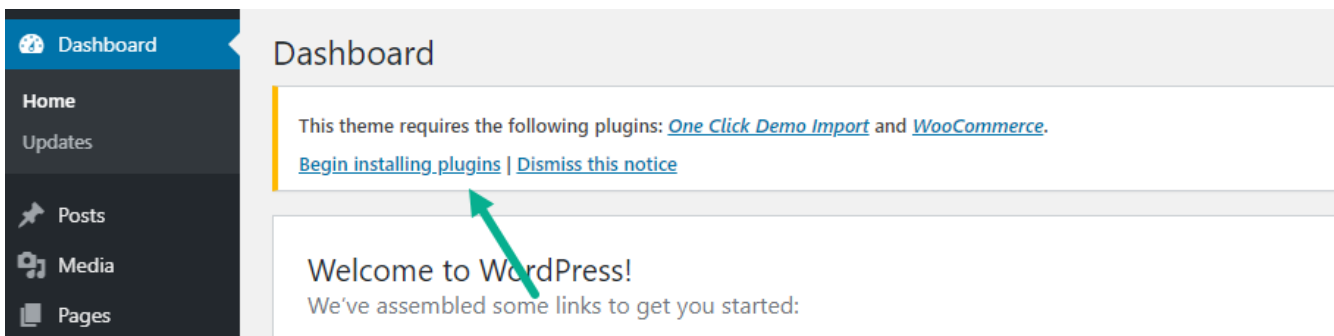 Dashboard
Home
Updates
Posts
Media
Pages
Dashboard
This theme requires the following plugins: One Click Demo Import and WooCommerce.
Begin installing plugins | Dismiss this notice
Welcome to WordPress!
We've assembled some links to get you started: